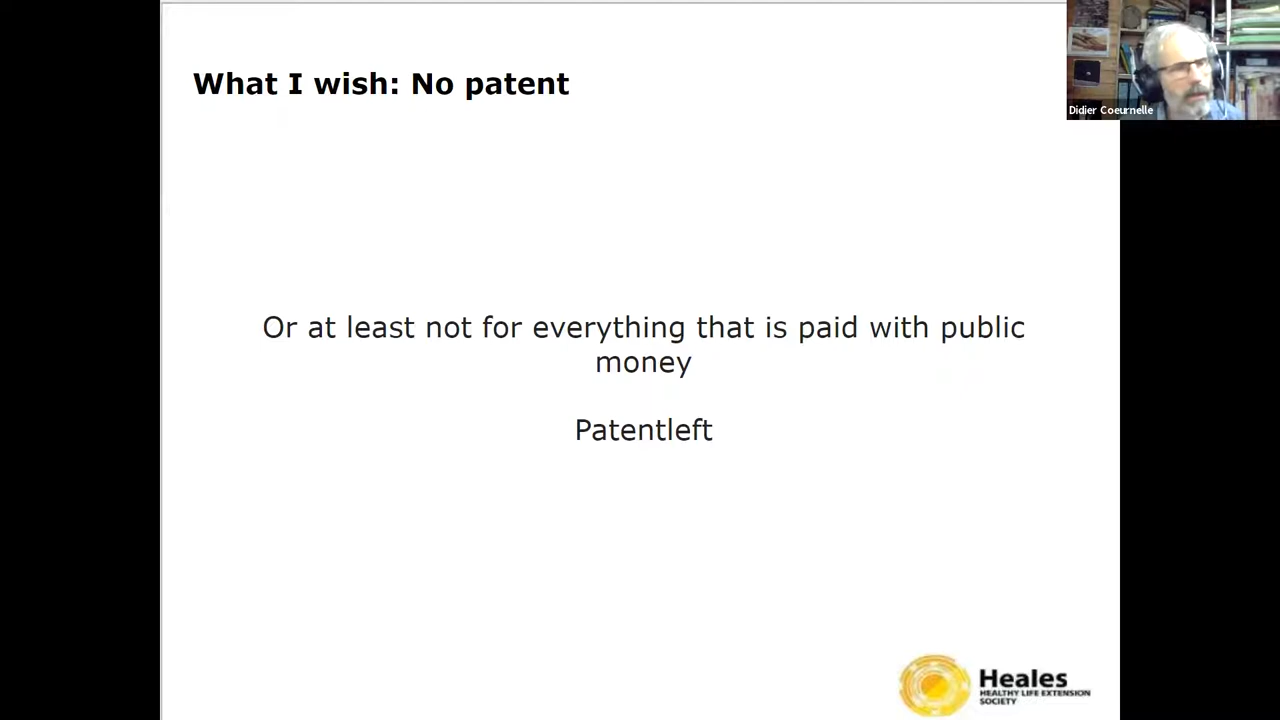 What I wish: No patent
Didier Coeurnelle
Or at least not for everything that is paid with public
money
Patentleft
Heales
HEALTHY LIFE EXTENSION
SOCIETY